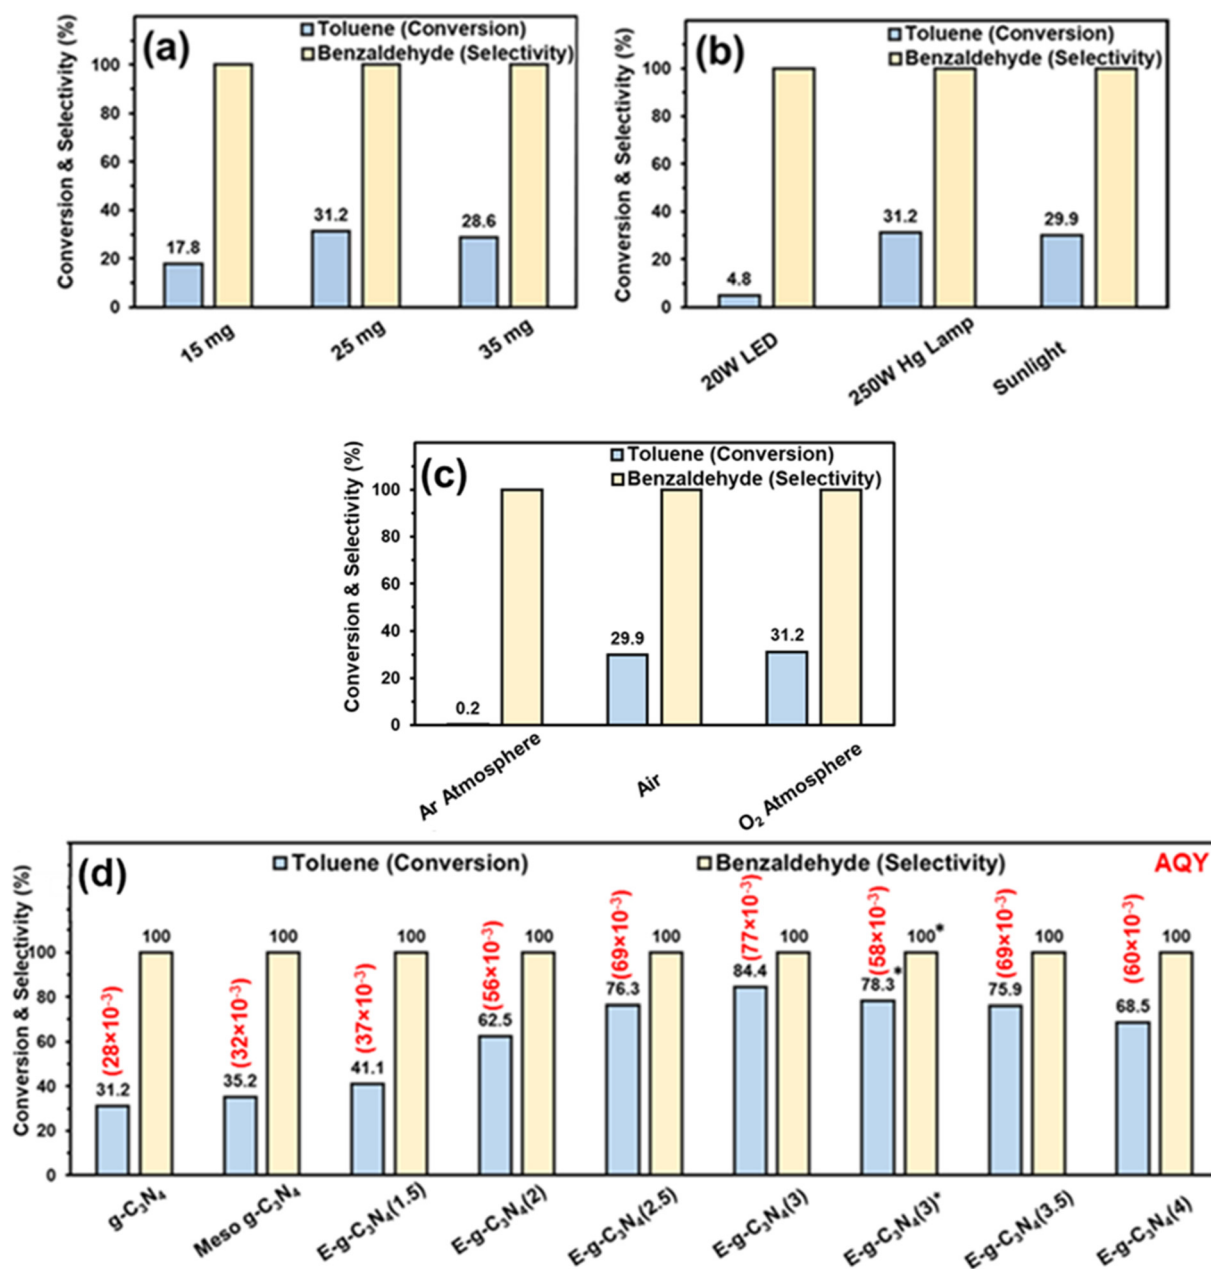 (a)
Toluene (Conversion)
Benzaldehyde (Selectivity)
Conversion & Selectivity (%)
100
80
60
40
20
0
17.8
31.2
28.6
15 mg
25 mg
35 mg
(b)
Toluene (Conversion)
Benzaldehyde (Selectivity)
Conversion & Selectivity (%)
100
80
60
40
20
0
4.8
31.2
29.9
20W LED
250W Hg Lamp
Sunlight
(c)
Toluene (Conversion)
Benzaldehyde (Selectivity)
Conversion & Selectivity (%)
100
80
60
40
20
0
0.2
29.9
31.2
Ar Atmosphere
Air
O₂ Atmosphere
(d)
Toluene (Conversion)
Benzaldehyde (Selectivity)
AQY
Conversion & Selectivity (%)
100
80
60
40
20
0
(28×10⁻³)
31.2
100
(32×10⁻³)
35.2
100
(37×10⁻³)
41.1
100
(56×10⁻³)
62.5
100
(69×10⁻³)
76.3
100
(77×10⁻³)
84.4
100
(58×10⁻³)
78.3*
100*
(69×10⁻³)
75.9
100
(60×10⁻³)
68.5
100
g-C₃N₄
Meso g-C₃N₄
E-g-C₃N₄(1.5)
E-g-C₃N₄(2)
E-g-C₃N₄(2.5)
E-g-C₃N₄(3)
E-g-C₃N₄(3)*
E-g-C₃N₄(3.5)
E-g-C₃N₄(4)